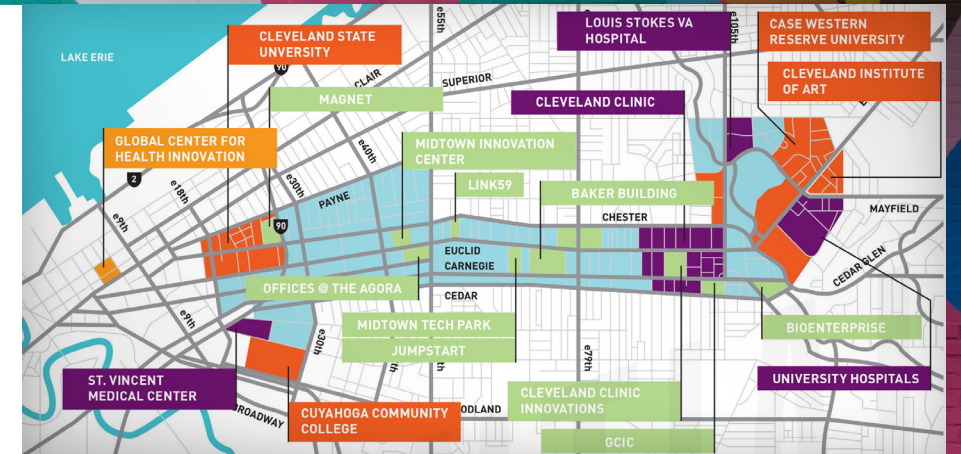 e55th
LOUIS STOKES VA
HOSPITAL
e105th
CASE WESTERN
RESERVE UNIVERSITY
CLEVELAND STATE
UNVERSITY
LAKE ERIE
90
CLAIR
SUPERIOR
CLEVELAND INSTITUTE
OF ART
MAGNET
CLEVELAND CLINIC
GLOBAL CENTER FOR
HEALTH INNOVATION
e40th
MIDTOWN INNOVATION
CENTER
2
e18th
e30th
LINK59
BAKER BUILDING
PAYNE
e9th
90
CHESTER
MAYFIELD
EUCLID
CARNEGIE
CEDAR GLEN
OFFICES @ THE AGORA
CEDAR
e9th
MIDTOWN TECH PARK
JUMPSTART
e30th
e79th
BIOENTERPRISE
ST. VINCENT
MEDICAL CENTER
UNIVERSITY HOSPITALS
CLEVELAND CLINIC
INNOVATIONS
CUYAHOGA COMMUNITY
COLLEGE
GCIC